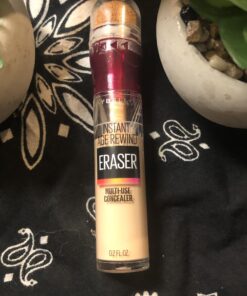 INSTANT
AGE REWIND
ERASER
MULTI-USE
CONCEALER
0.2 FL OZ.